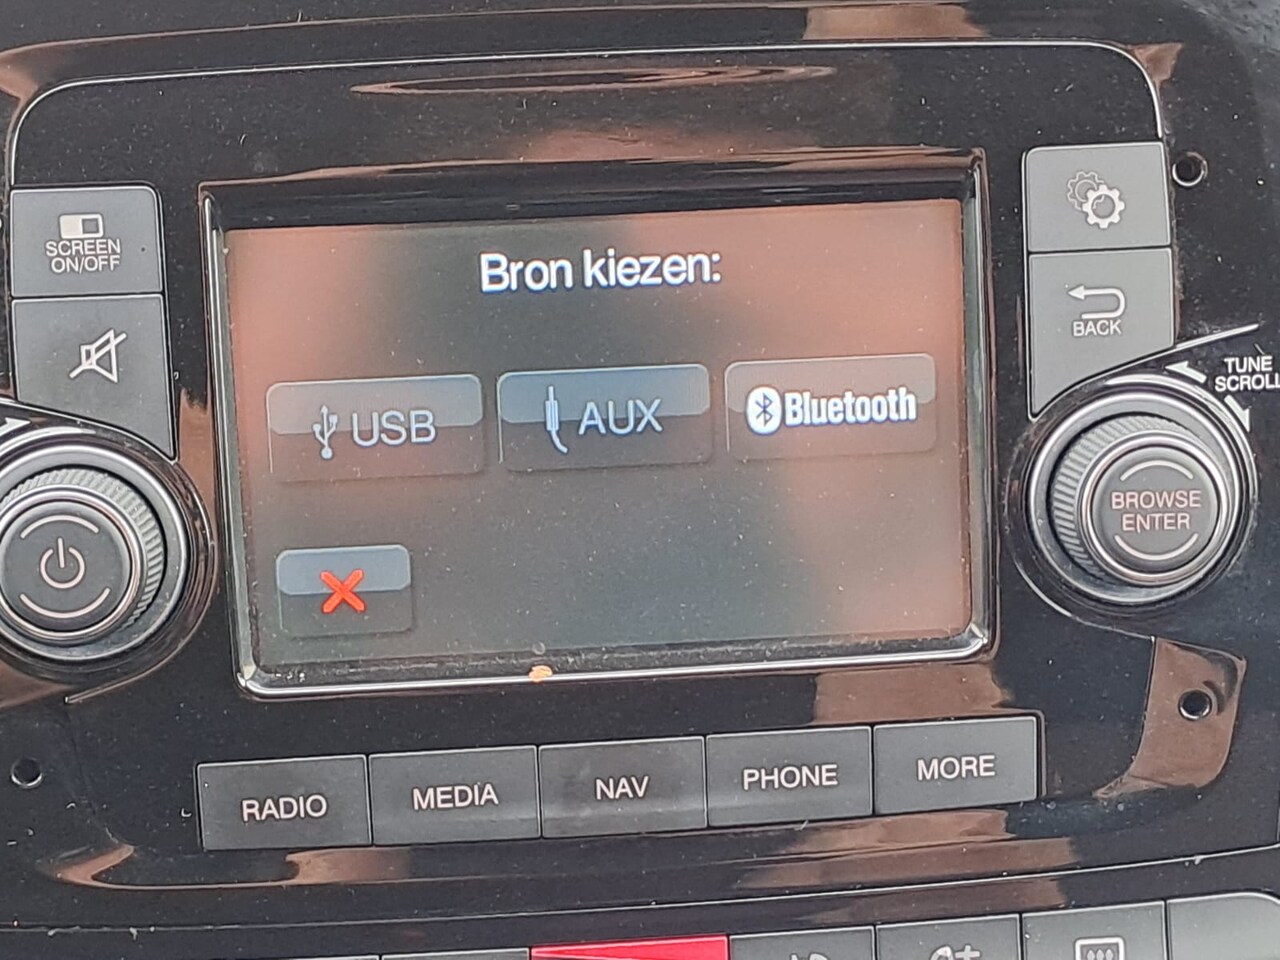 SCREEN
ON/OFF
Bron kiezen:
USB
AUX
Bluetooth
BACK
TUNE
SCROLL
BROWSE
ENTER
RADIO
MEDIA
NAV
PHONE
MORE